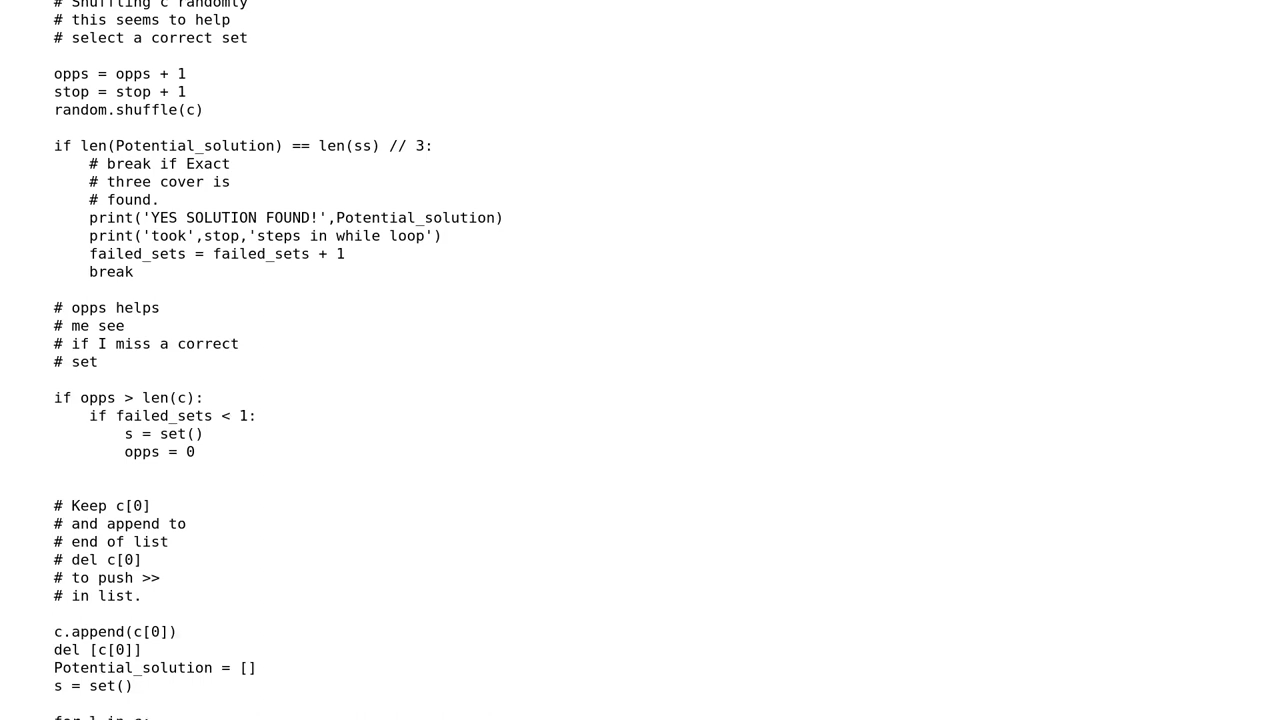 # Shuffling c randomly
# this seems to help
# select a correct set
opps = opps + 1
stop = stop + 1
random.shuffle(c)
if len(Potential_solution) == len(ss) // 3:
# break if Exact
# three cover is
# found.
print('YES SOLUTION FOUND!',Potential_solution)
print('took',stop,'steps in while loop')
failed_sets = failed_sets + 1
break
# opps helps
# me see
# if I miss a correct
# set
if opps > len(c):
if failed_sets < 1:
s = set()
opps = 0
# Keep c[0]
# and append to
# end of list
# del c[0]
# to push >>
# in list.
c.append(c[0])
del [c[0]]
Potential_solution = []
s = set()
for l in c: